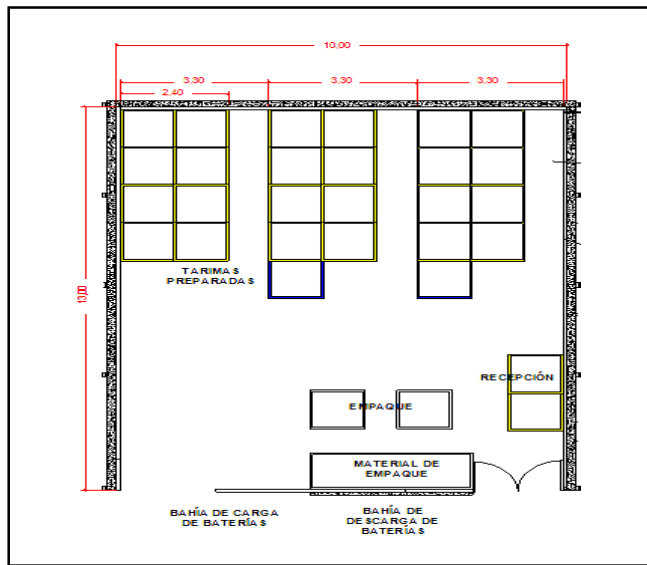 10,00
3.30
3.30
3.30
2,40
13,00
TARIMAS
PREPARADAS
RECEPCIÓN
EMPAQUE
MATERIAL DE
EMPAQUE
BAHÍA DE CARGA
DE BATERÍAS
BAHÍA DE
DESCARGA DE
BATERÍAS